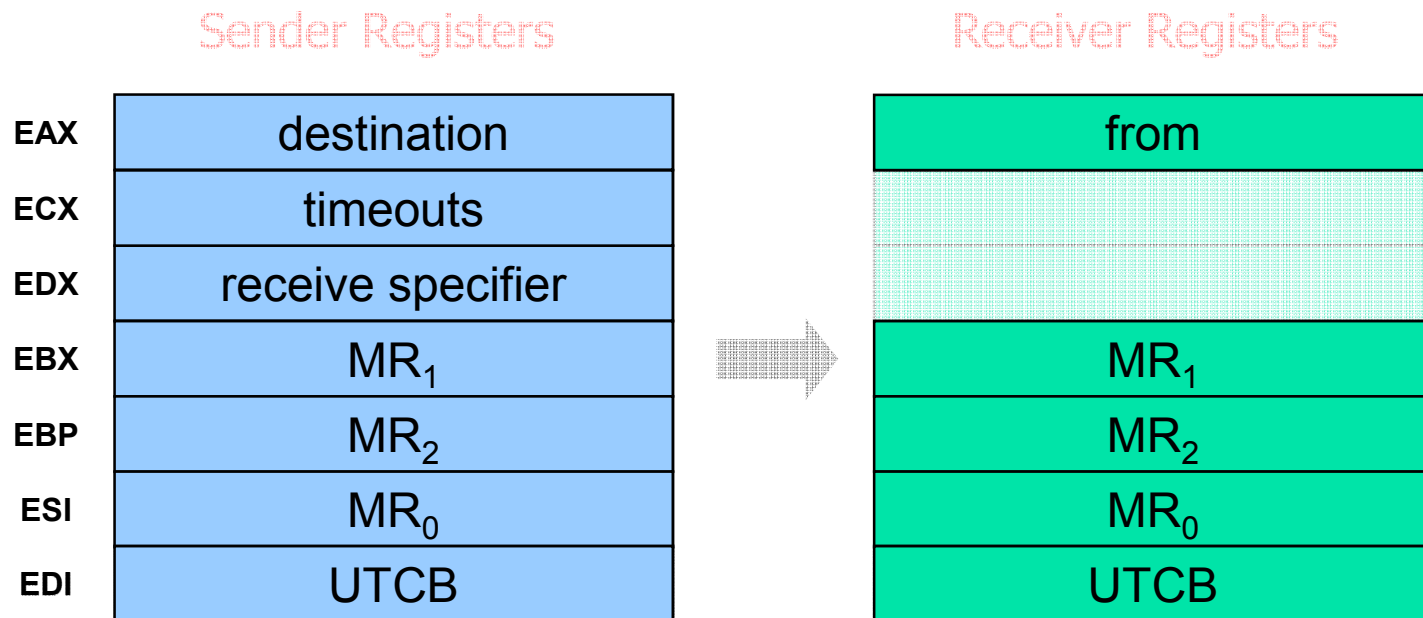 Sender Registers Receiver Registers
EAX destination from
ECX timeouts
EDX receive specifier
EBX MR₁ MR₁
EBP MR₂ MR₂
ESI MR₀ MR₀
EDI UTCB UTCB